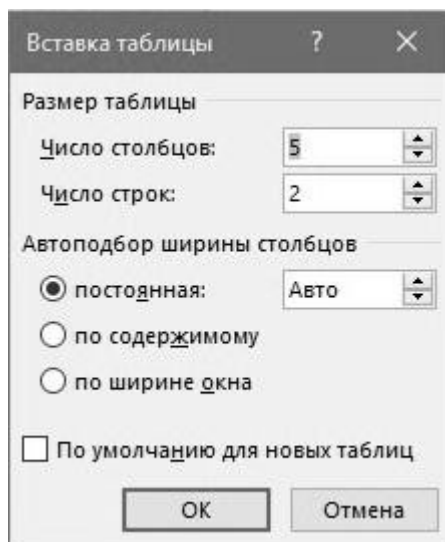 Вставка таблицы ? ×
Размер таблицы
Число столбцов: 5
Число строк: 2
Автоподбор ширины столбцов
постоянная: Авто
по содержимому
по ширине окна
По умолчанию для новых таблиц
ОК Отмена